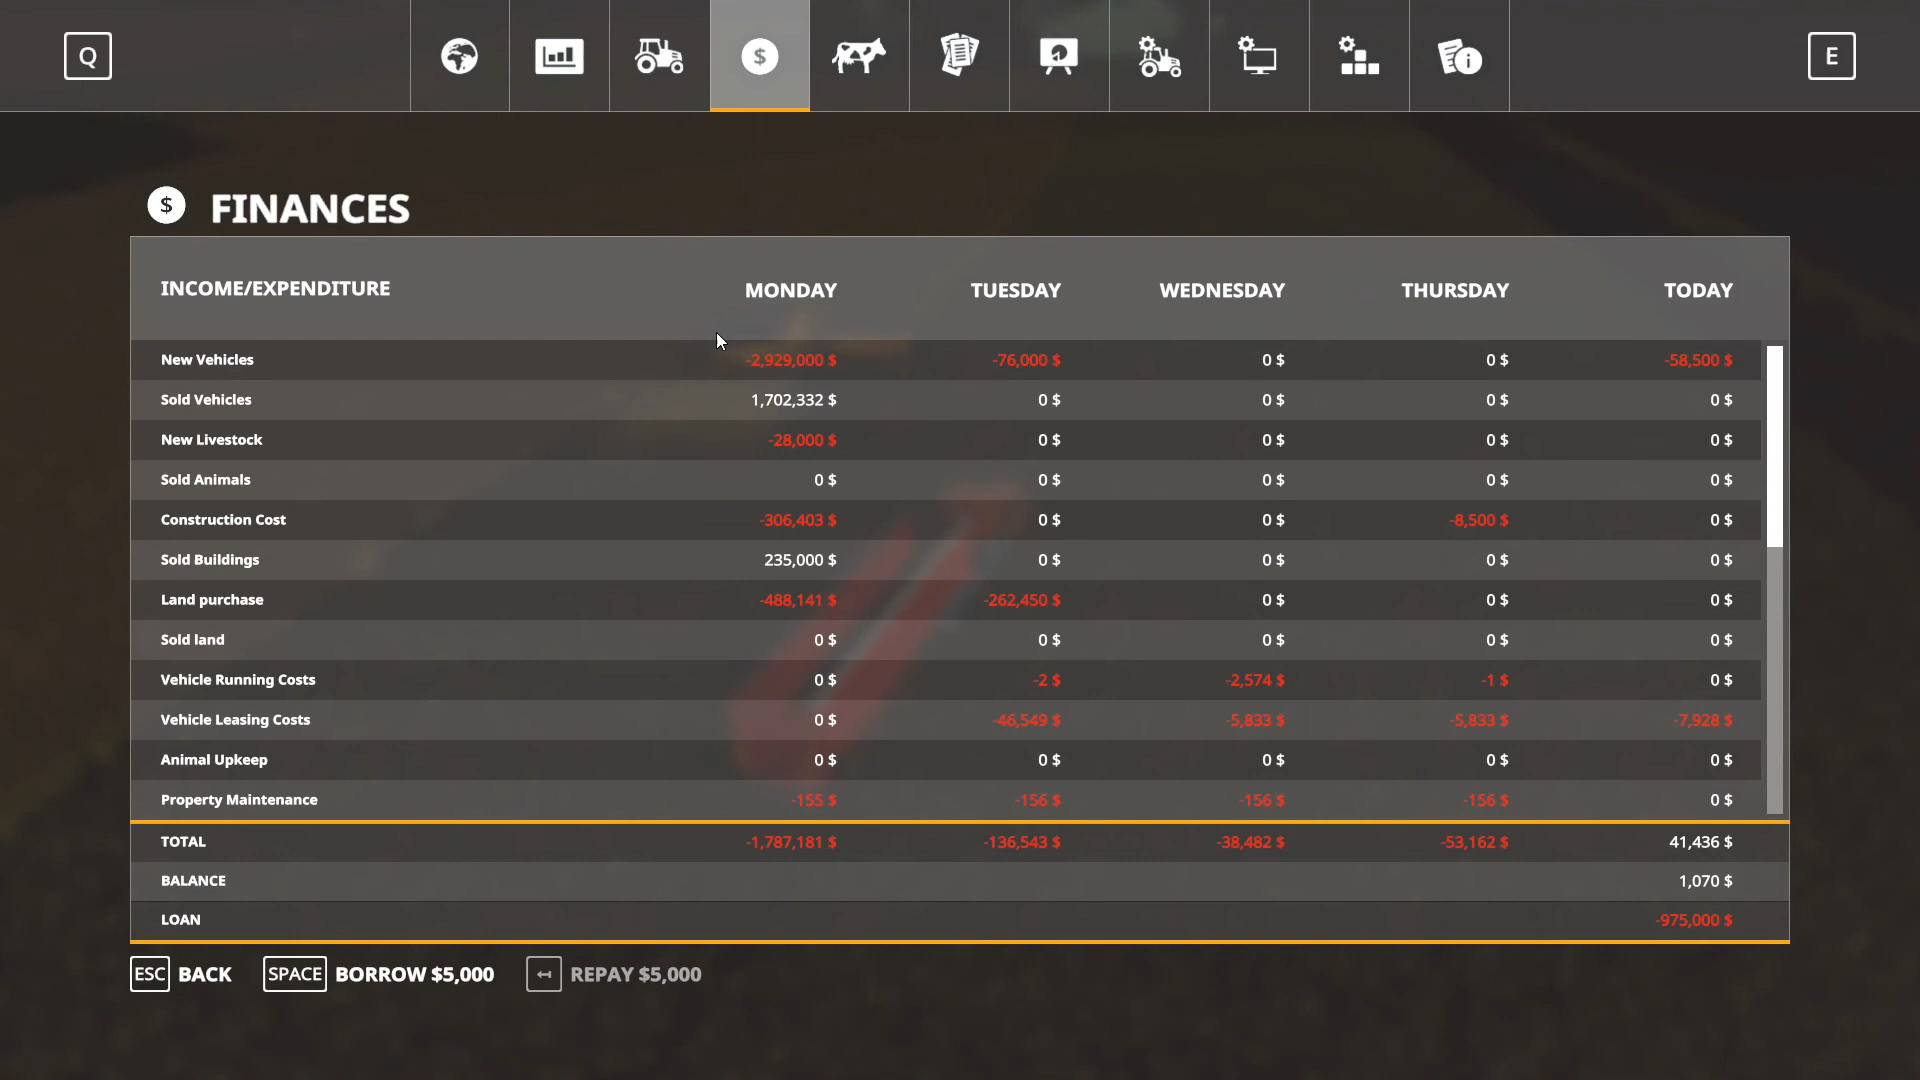 Q
$
E
$ FINANCES
INCOME/EXPENDITURE MONDAY TUESDAY WEDNESDAY THURSDAY TODAY
New Vehicles -2,929,000 $ -76,000 $ 0 $ 0 $ -58,500 $
Sold Vehicles 1,702,332 $ 0 $ 0 $ 0 $ 0 $
New Livestock -28,000 $ 0 $ 0 $ 0 $ 0 $
Sold Animals 0 $ 0 $ 0 $ 0 $ 0 $
Construction Cost -306,403 $ 0 $ 0 $ -8,500 $ 0 $
Sold Buildings 235,000 $ 0 $ 0 $ 0 $ 0 $
Land purchase -488,141 $ -262,450 $ 0 $ 0 $ 0 $
Sold land 0 $ 0 $ 0 $ 0 $ 0 $
Vehicle Running Costs 0 $ -2 $ -2,574 $ -1 $ 0 $
Vehicle Leasing Costs 0 $ -46,549 $ -5,833 $ -5,833 $ -7,928 $
Animal Upkeep 0 $ 0 $ 0 $ 0 $ 0 $
Property Maintenance -155 $ -156 $ -156 $ -156 $ 0 $
TOTAL -1,787,181 $ -136,543 $ -38,482 $ -53,162 $ 41,436 $
BALANCE 1,070 $
LOAN -975,000 $
ESC BACK SPACE BORROW $5,000 REPAY $5,000